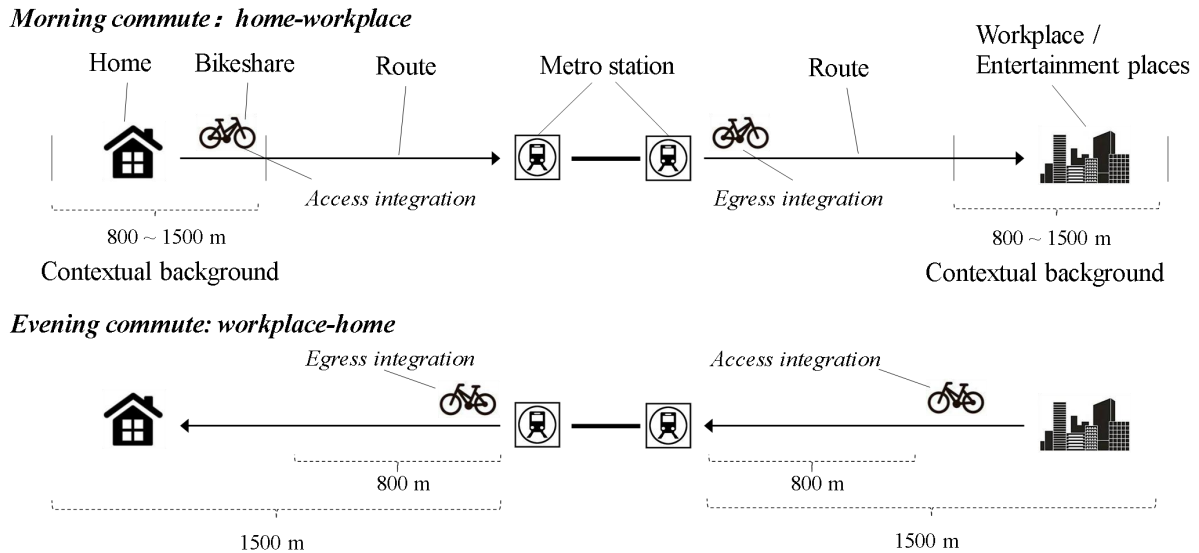 Morning commute：home-workplace
Workplace /
Home Bikeshare Route Metro station Route Entertainment places
Access integration Egress integration
800 ~ 1500 m 800 ~ 1500 m
Contextual background Contextual background
Evening commute: workplace-home
Egress integration Access integration
800 m 800 m
1500 m 1500 m